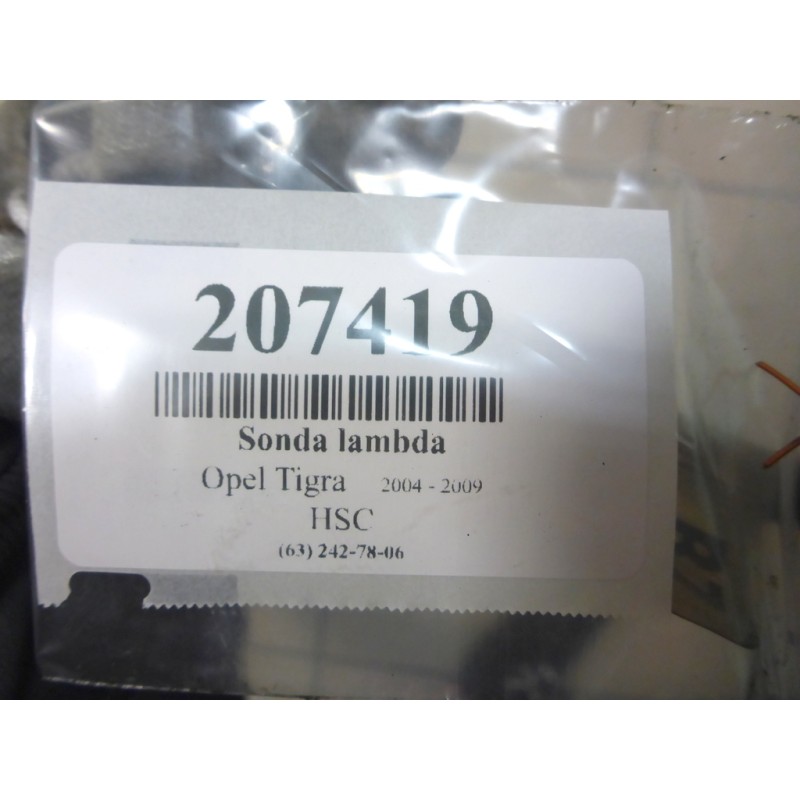 207419
Sonda lambda
Opel Tigra 2004 - 2009
HSC
(63) 242-78-06